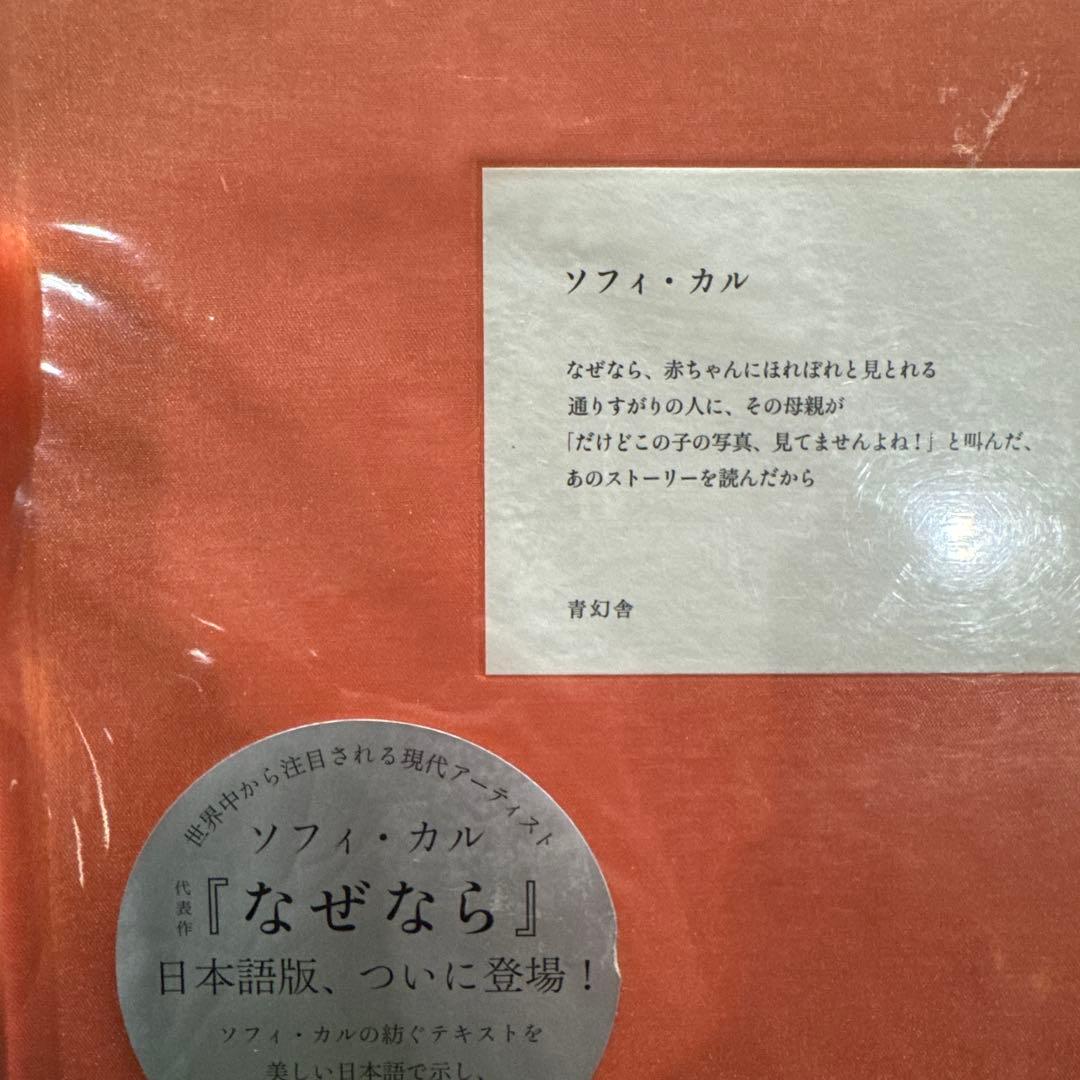 ソフィ・カル
なぜなら、赤ちゃんにほれぼれと見とれる
通りすがりの人に、その母親が
「だけどこの子の写真、見てませんよね！」と叫んだ、
あのストーリーを読んだから
青幻舎
世界中から注目される現代アーティスト
ソフィ・カル
代表作『なぜなら』
日本語版、ついに登場！
ソフィ・カルの紡ぐテキストを
美しい日本語で示し、